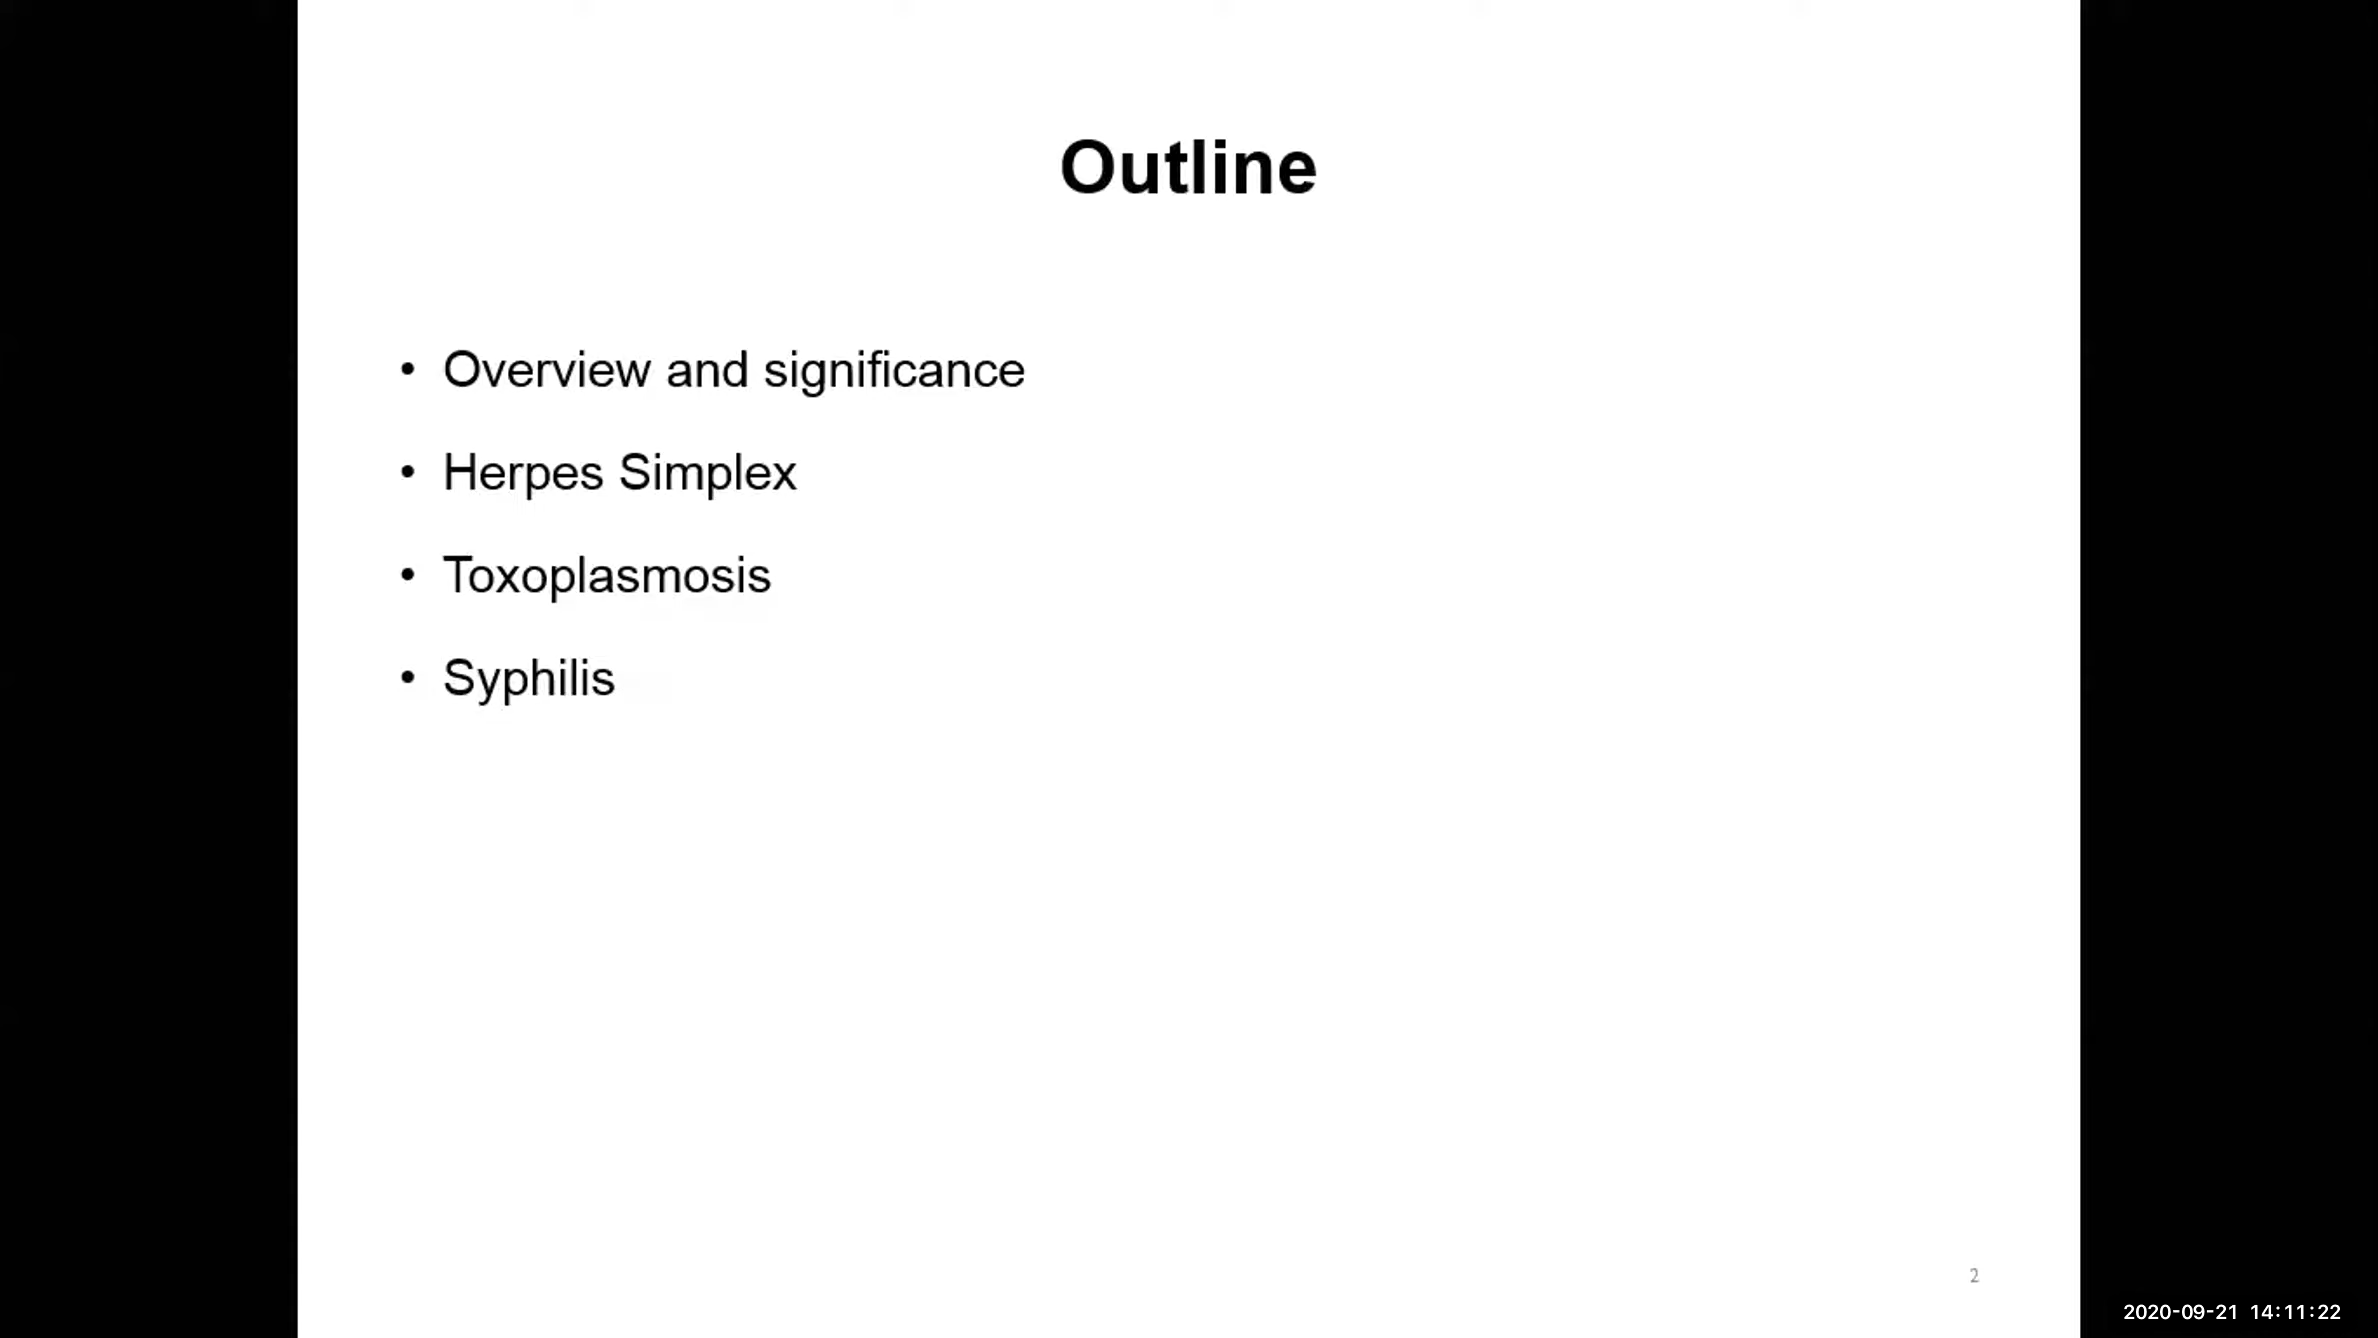 Outline
• Overview and significance
• Herpes Simplex
• Toxoplasmosis
• Syphilis
2
2020-09-21 14:11:22